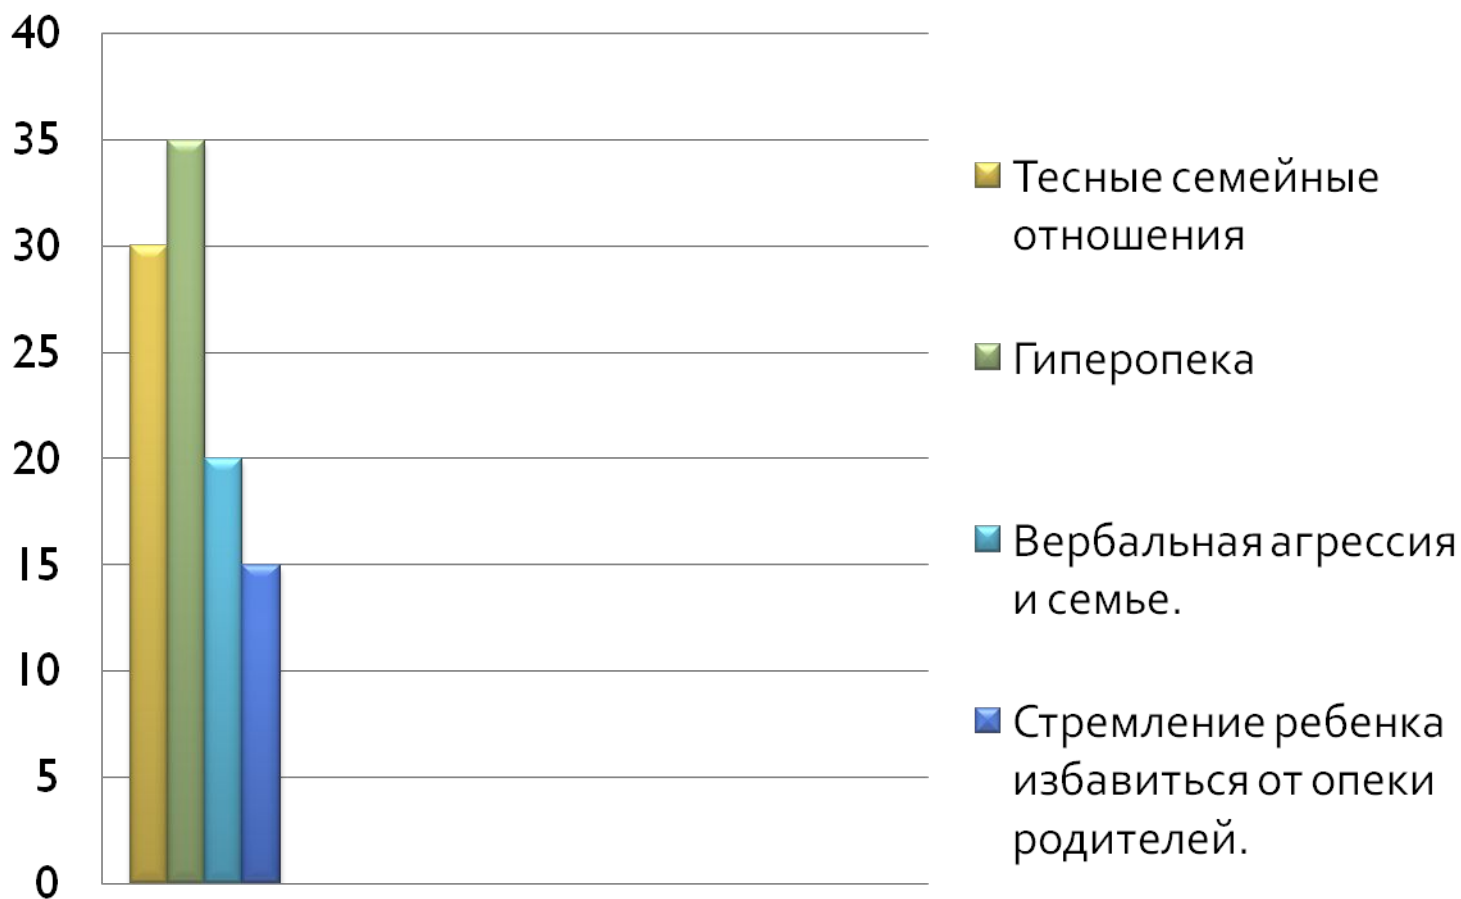 40
35
30
25
20
15
10
5
0
Тесные семейные
отношения
Гиперопека
Вербальная агрессия
и семье.
Стремление ребенка
избавиться от опеки
родителей.